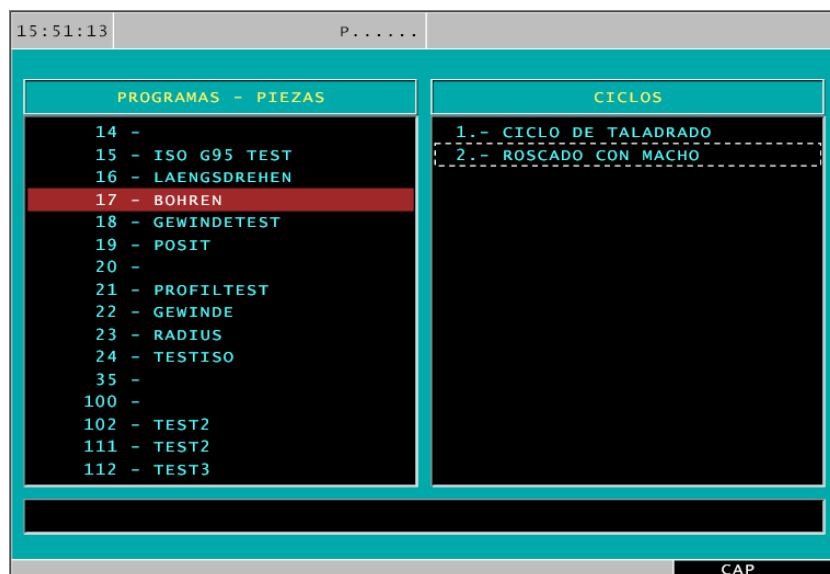 15:51:13 P......
PROGRAMAS - PIEZAS
14 -
15 - ISO G95 TEST
16 - LAENGSDREHEN
17 - BOHREN
18 - GEWINDETEST
19 - POSIT
20 -
21 - PROFILTEST
22 - GEWINDE
23 - RADIUS
24 - TESTISO
35 -
100 -
102 - TEST2
111 - TEST2
112 - TEST3
CICLOS
1.- CICLO DE TALADRADO
2.- ROSCADO CON MACHO
CAP